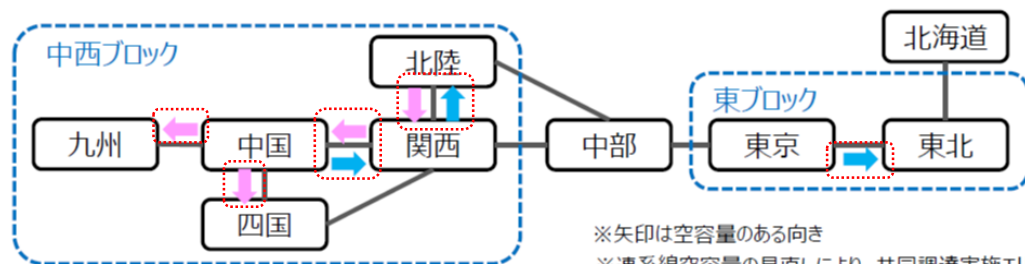 中西ブロック
北陸
九州
中国
関西
四国
中部
東ブロック
北海道
東京
東北
※矢印は空容量のある向き